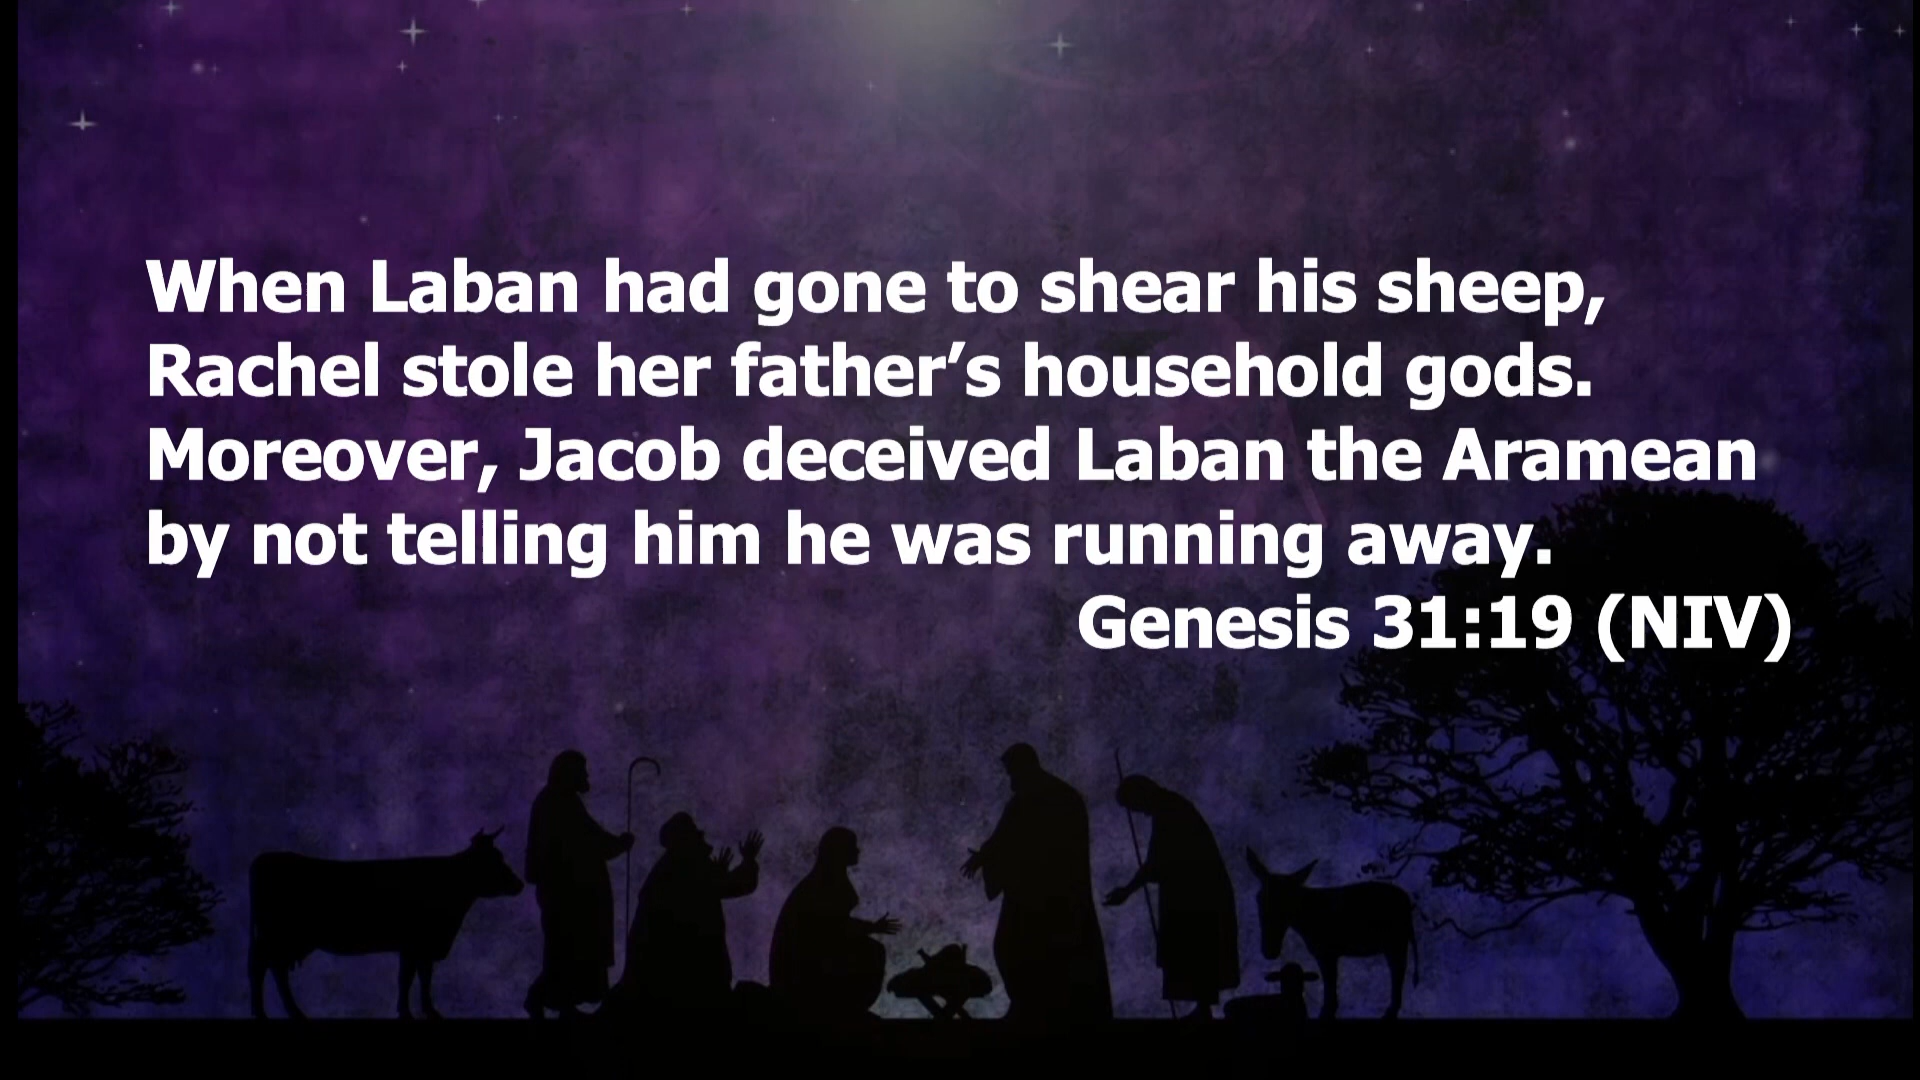 When Laban had gone to shear his sheep,
Rachel stole her father’s household gods.
Moreover, Jacob deceived Laban the Aramean
by not telling him he was running away.
Genesis 31:19 (NIV)